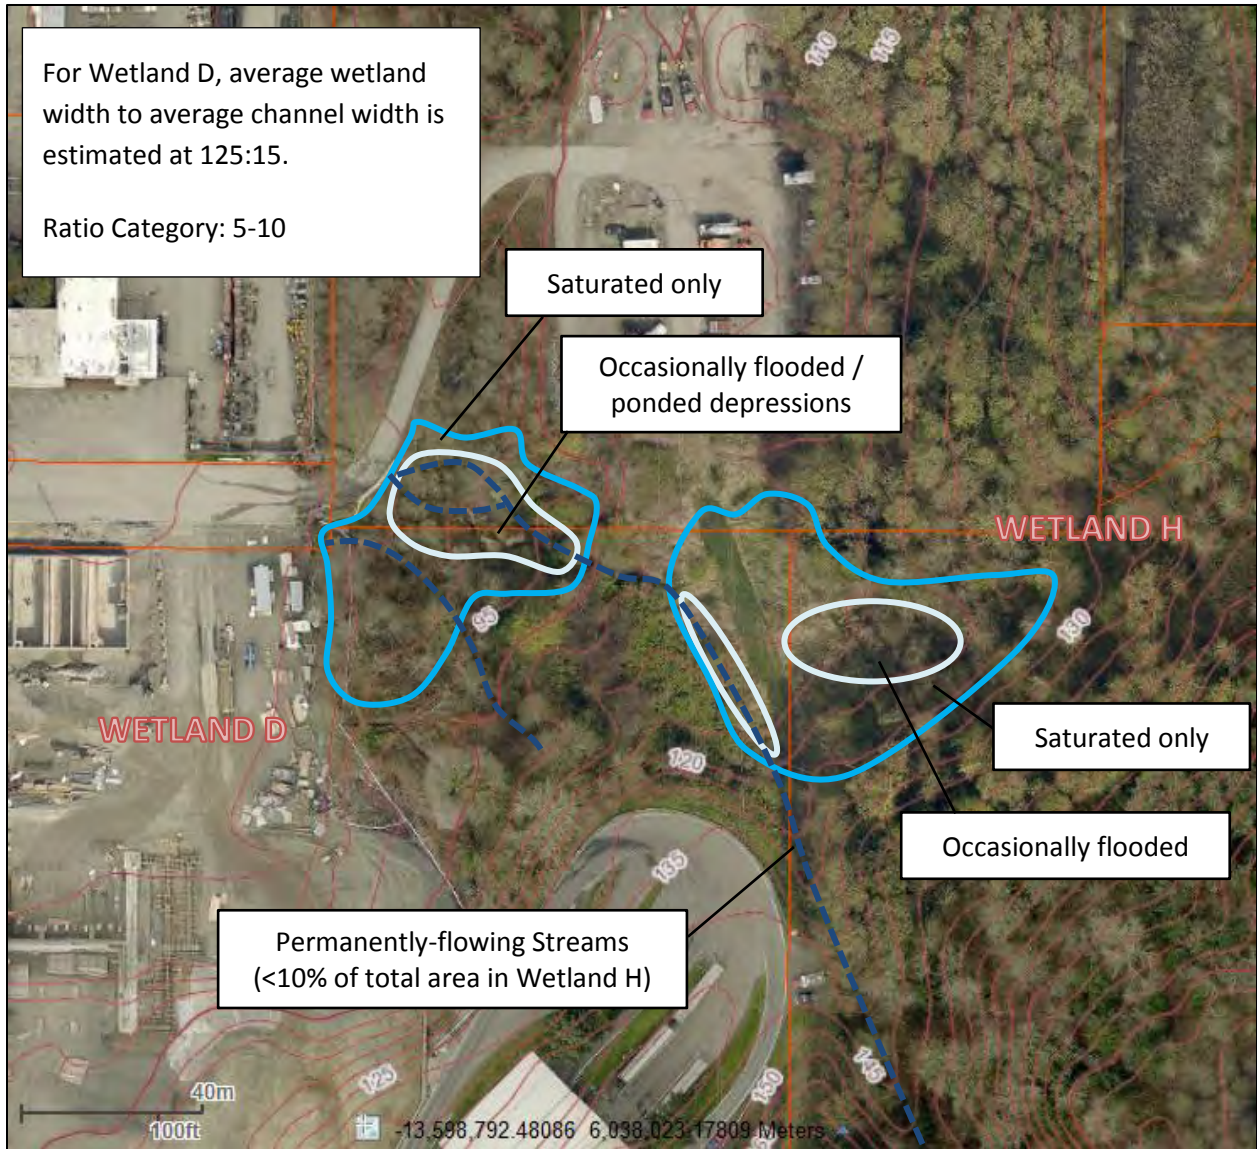 For Wetland D, average wetland
width to average channel width is
estimated at 125:15.
Ratio Category: 5-10
110
115
Saturated only
Occasionally flooded /
ponded depressions
WETLAND H
95
130
WETLAND D
Saturated only
120
Occasionally flooded
135
Permanently-flowing Streams
(<10% of total area in Wetland H)
145
125
150
40m
100ft
-13,598,792.48086 6,038,023.17809 Meters